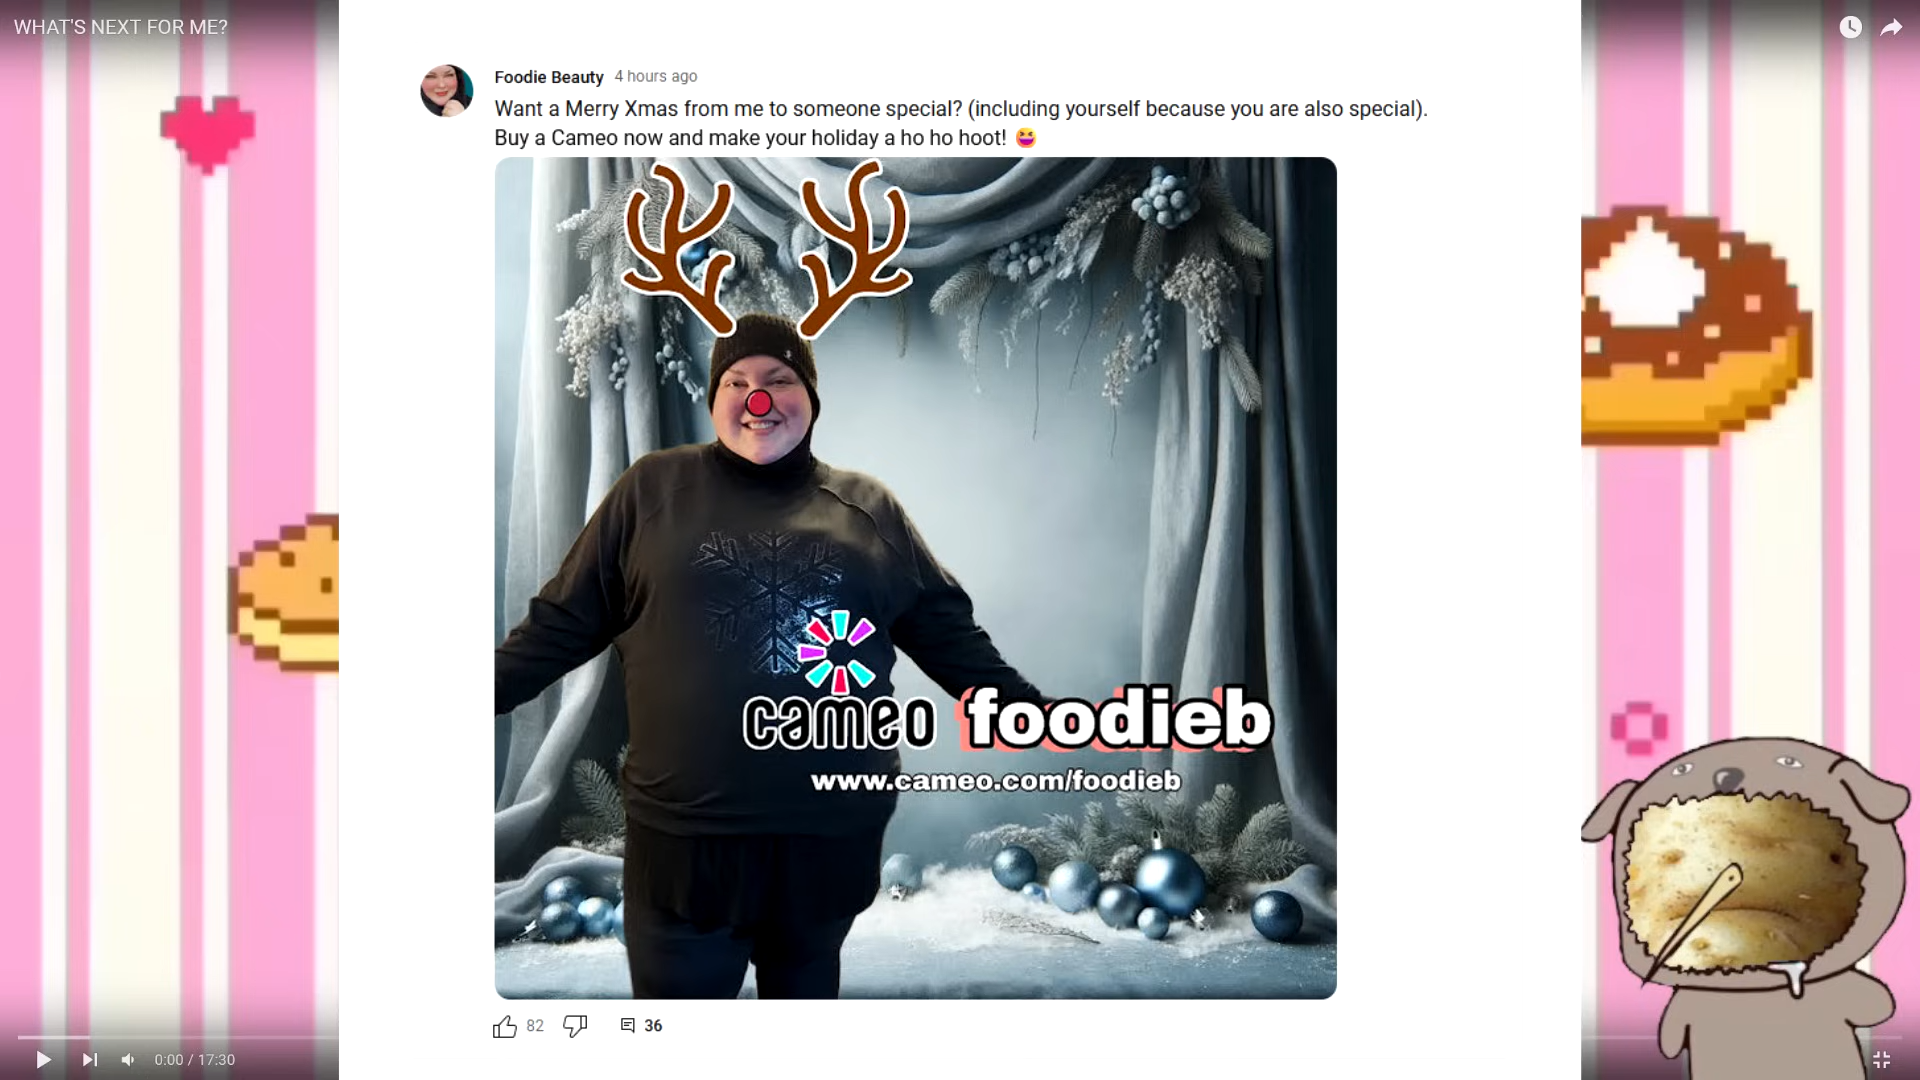 WHAT'S NEXT FOR ME?
Foodie Beauty 4 hours ago
Want a Merry Xmas from me to someone special? (including yourself because you are also special).
Buy a Cameo now and make your holiday a ho ho hoot! 😆
cameo foodieb
www.cameo.com/foodieb
82 36
0:00 / 17:30